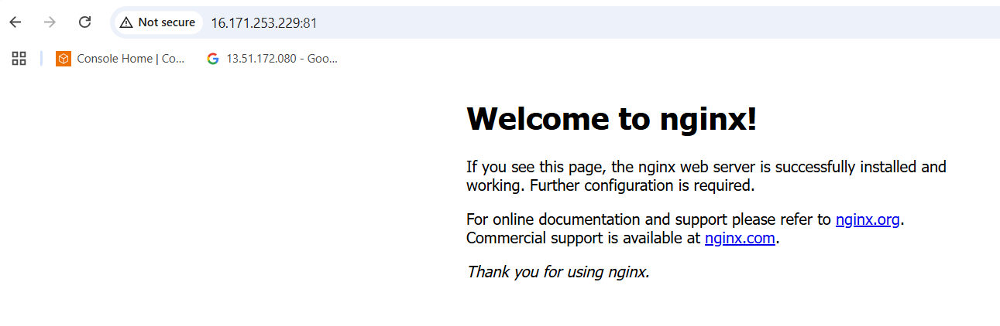 Not secure 16.171.253.229:81
Console Home | Co... 13.51.172.080 - Goo...
Welcome to nginx!
If you see this page, the nginx web server is successfully installed and
working. Further configuration is required.
For online documentation and support please refer to nginx.org.
Commercial support is available at nginx.com.
Thank you for using nginx.